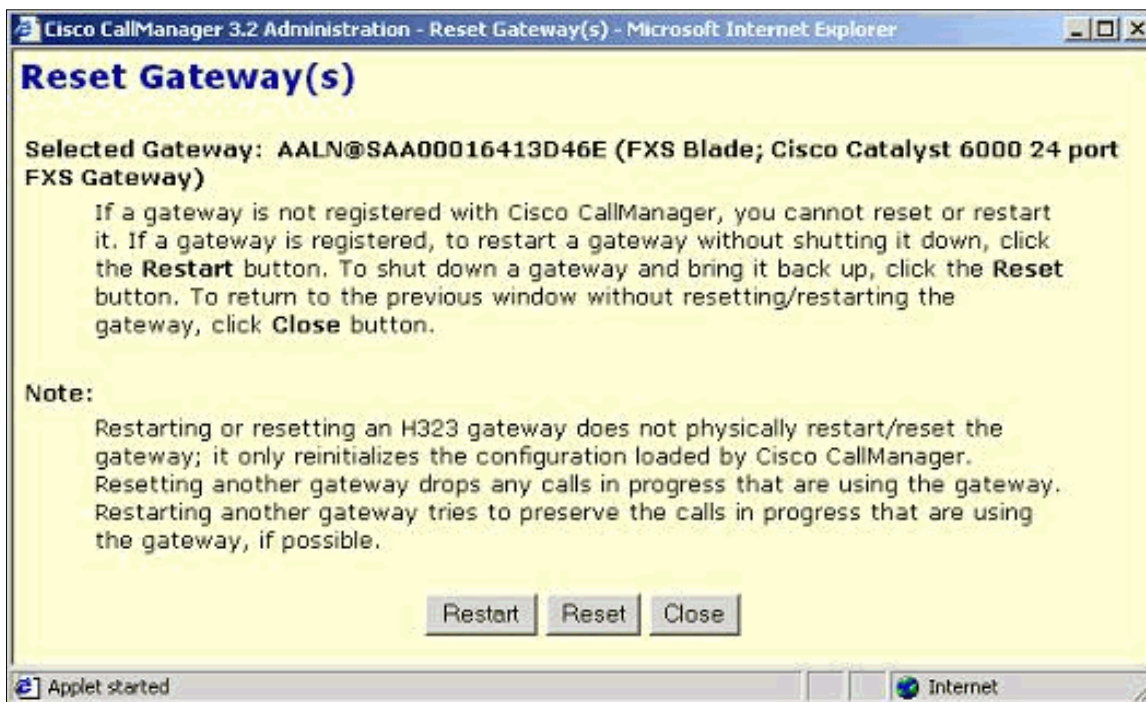 Cisco CallManager 3.2 Administration - Reset Gateway(s) - Microsoft Internet Explorer
Reset Gateway(s)
Selected Gateway: AALN@SAA00016413D46E (FXS Blade; Cisco Catalyst 6000 24 port
FXS Gateway)
If a gateway is not registered with Cisco CallManager, you cannot reset or restart
it. If a gateway is registered, to restart a gateway without shutting it down, click
the Restart button. To shut down a gateway and bring it back up, click the Reset
button. To return to the previous window without resetting/restarting the
gateway, click Close button.
Note:
Restarting or resetting an H323 gateway does not physically restart/reset the
gateway; it only reinitializes the configuration loaded by Cisco CallManager.
Resetting another gateway drops any calls in progress that are using the gateway.
Restarting another gateway tries to preserve the calls in progress that are using
the gateway, if possible.
Restart Reset Close
Applet started Internet